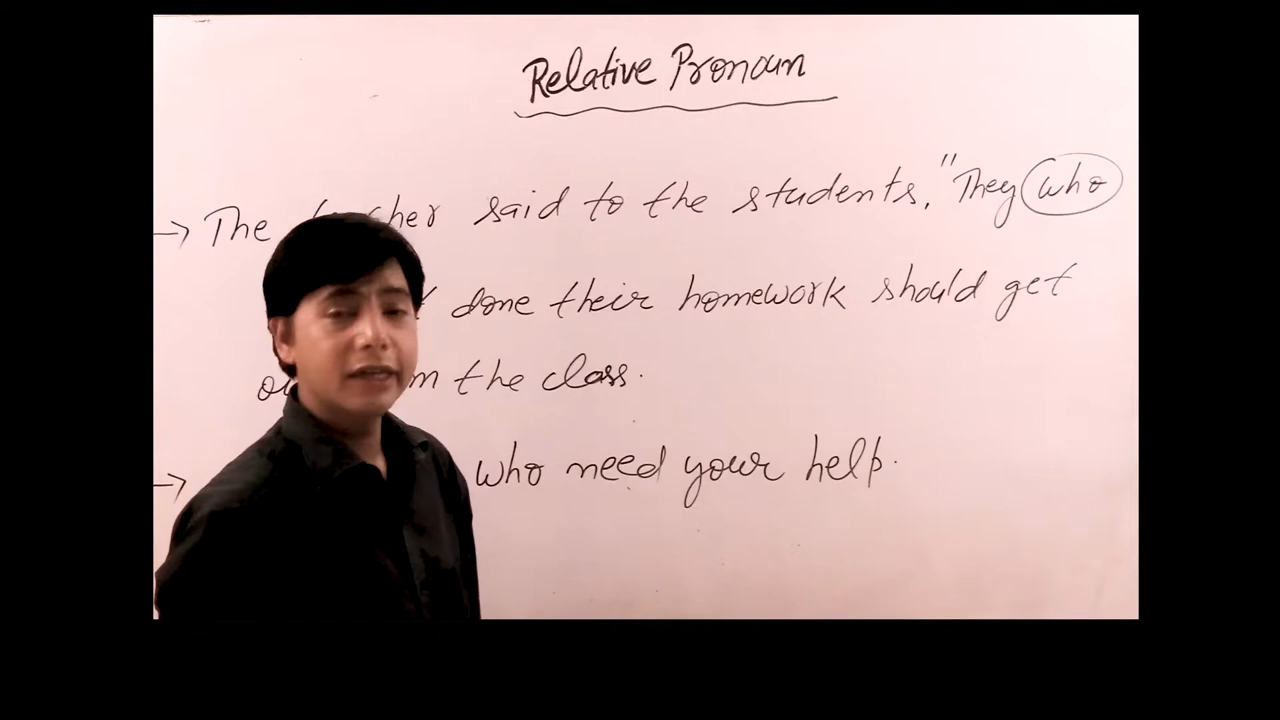 Relative Pronoun
→ The said to the students, "They who
done their homework should get
the class.
→ who need your help.